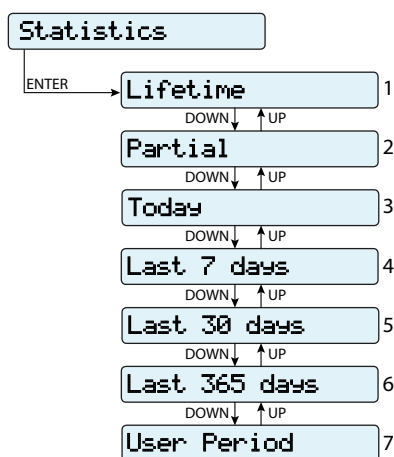 Statistics
ENTER
Lifetime 1
DOWN UP
Partial 2
DOWN UP
Today 3
DOWN UP
Last 7 days 4
DOWN UP
Last 30 days 5
DOWN UP
Last 365 days 6
DOWN UP
User Period 7